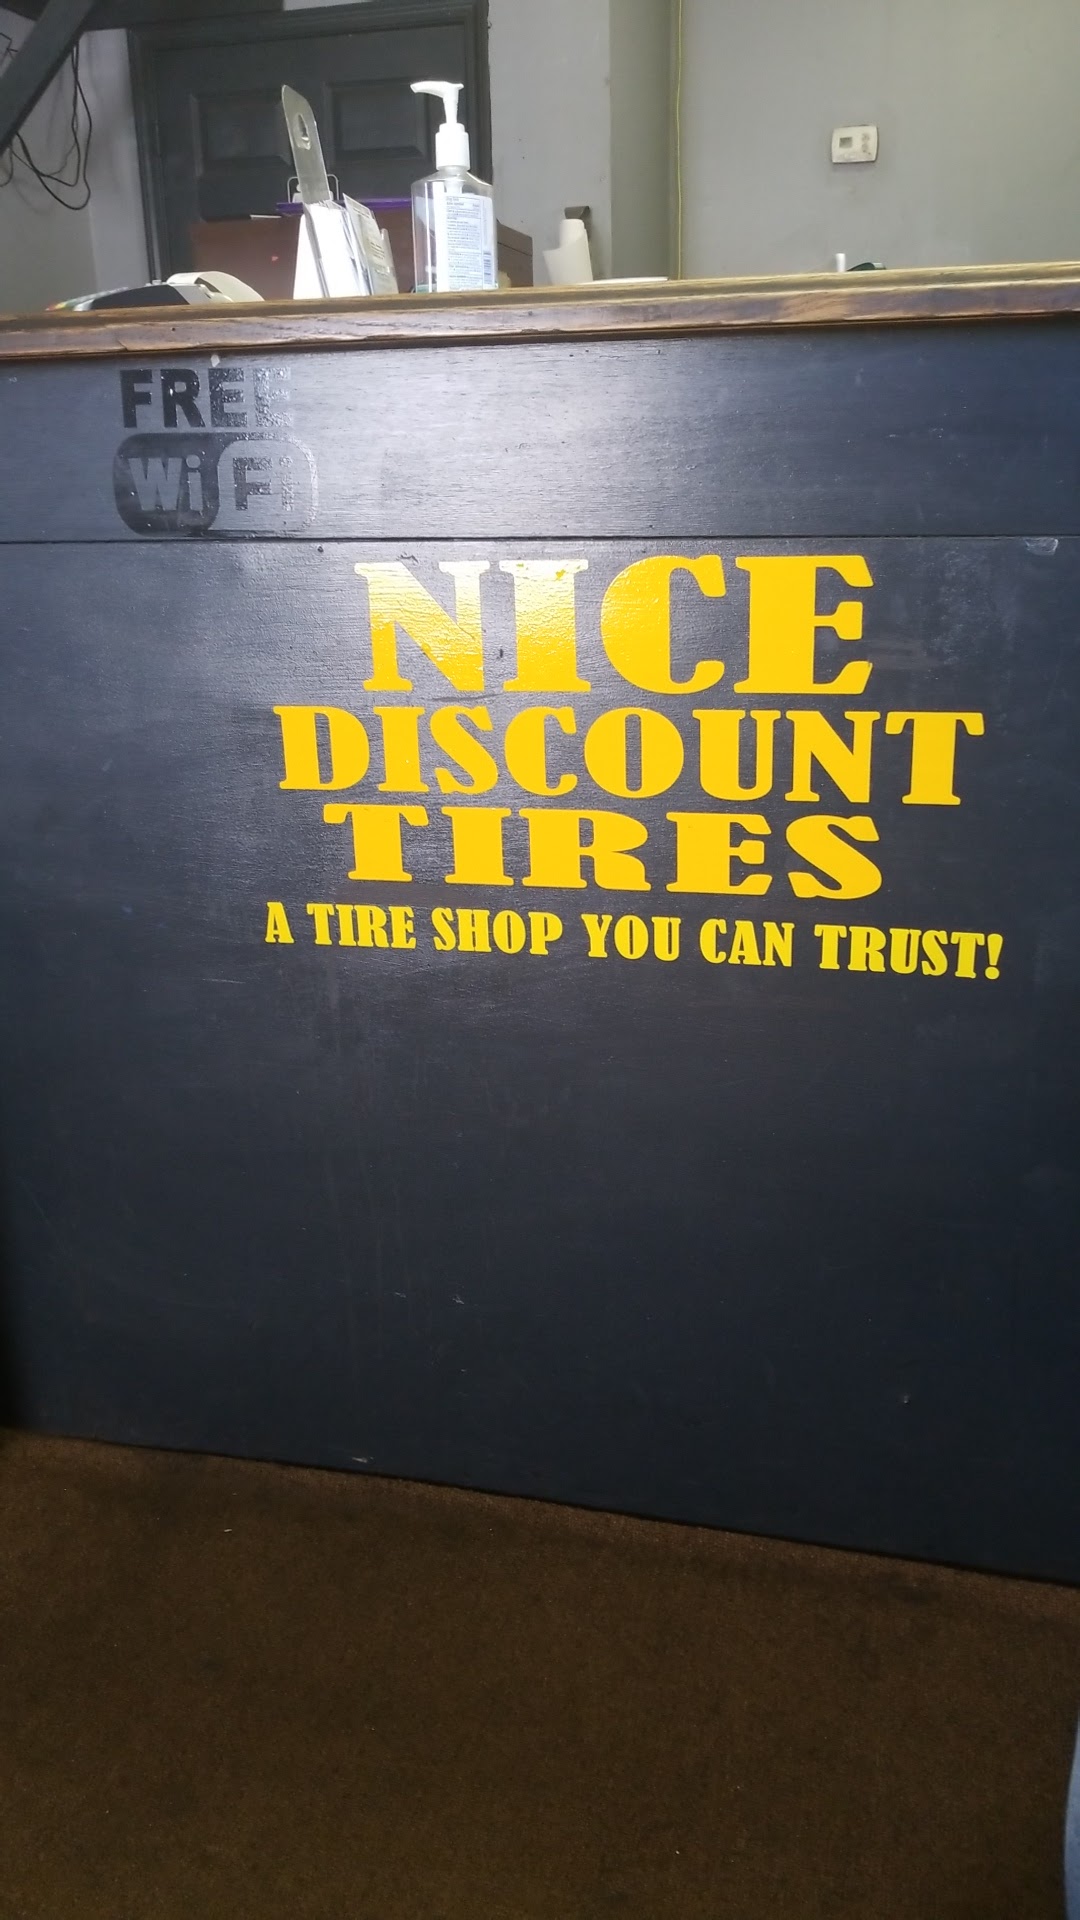 FREE
WiFi
NICE
DISCOUNT
TIRES
A TIRE SHOP YOU CAN TRUST!